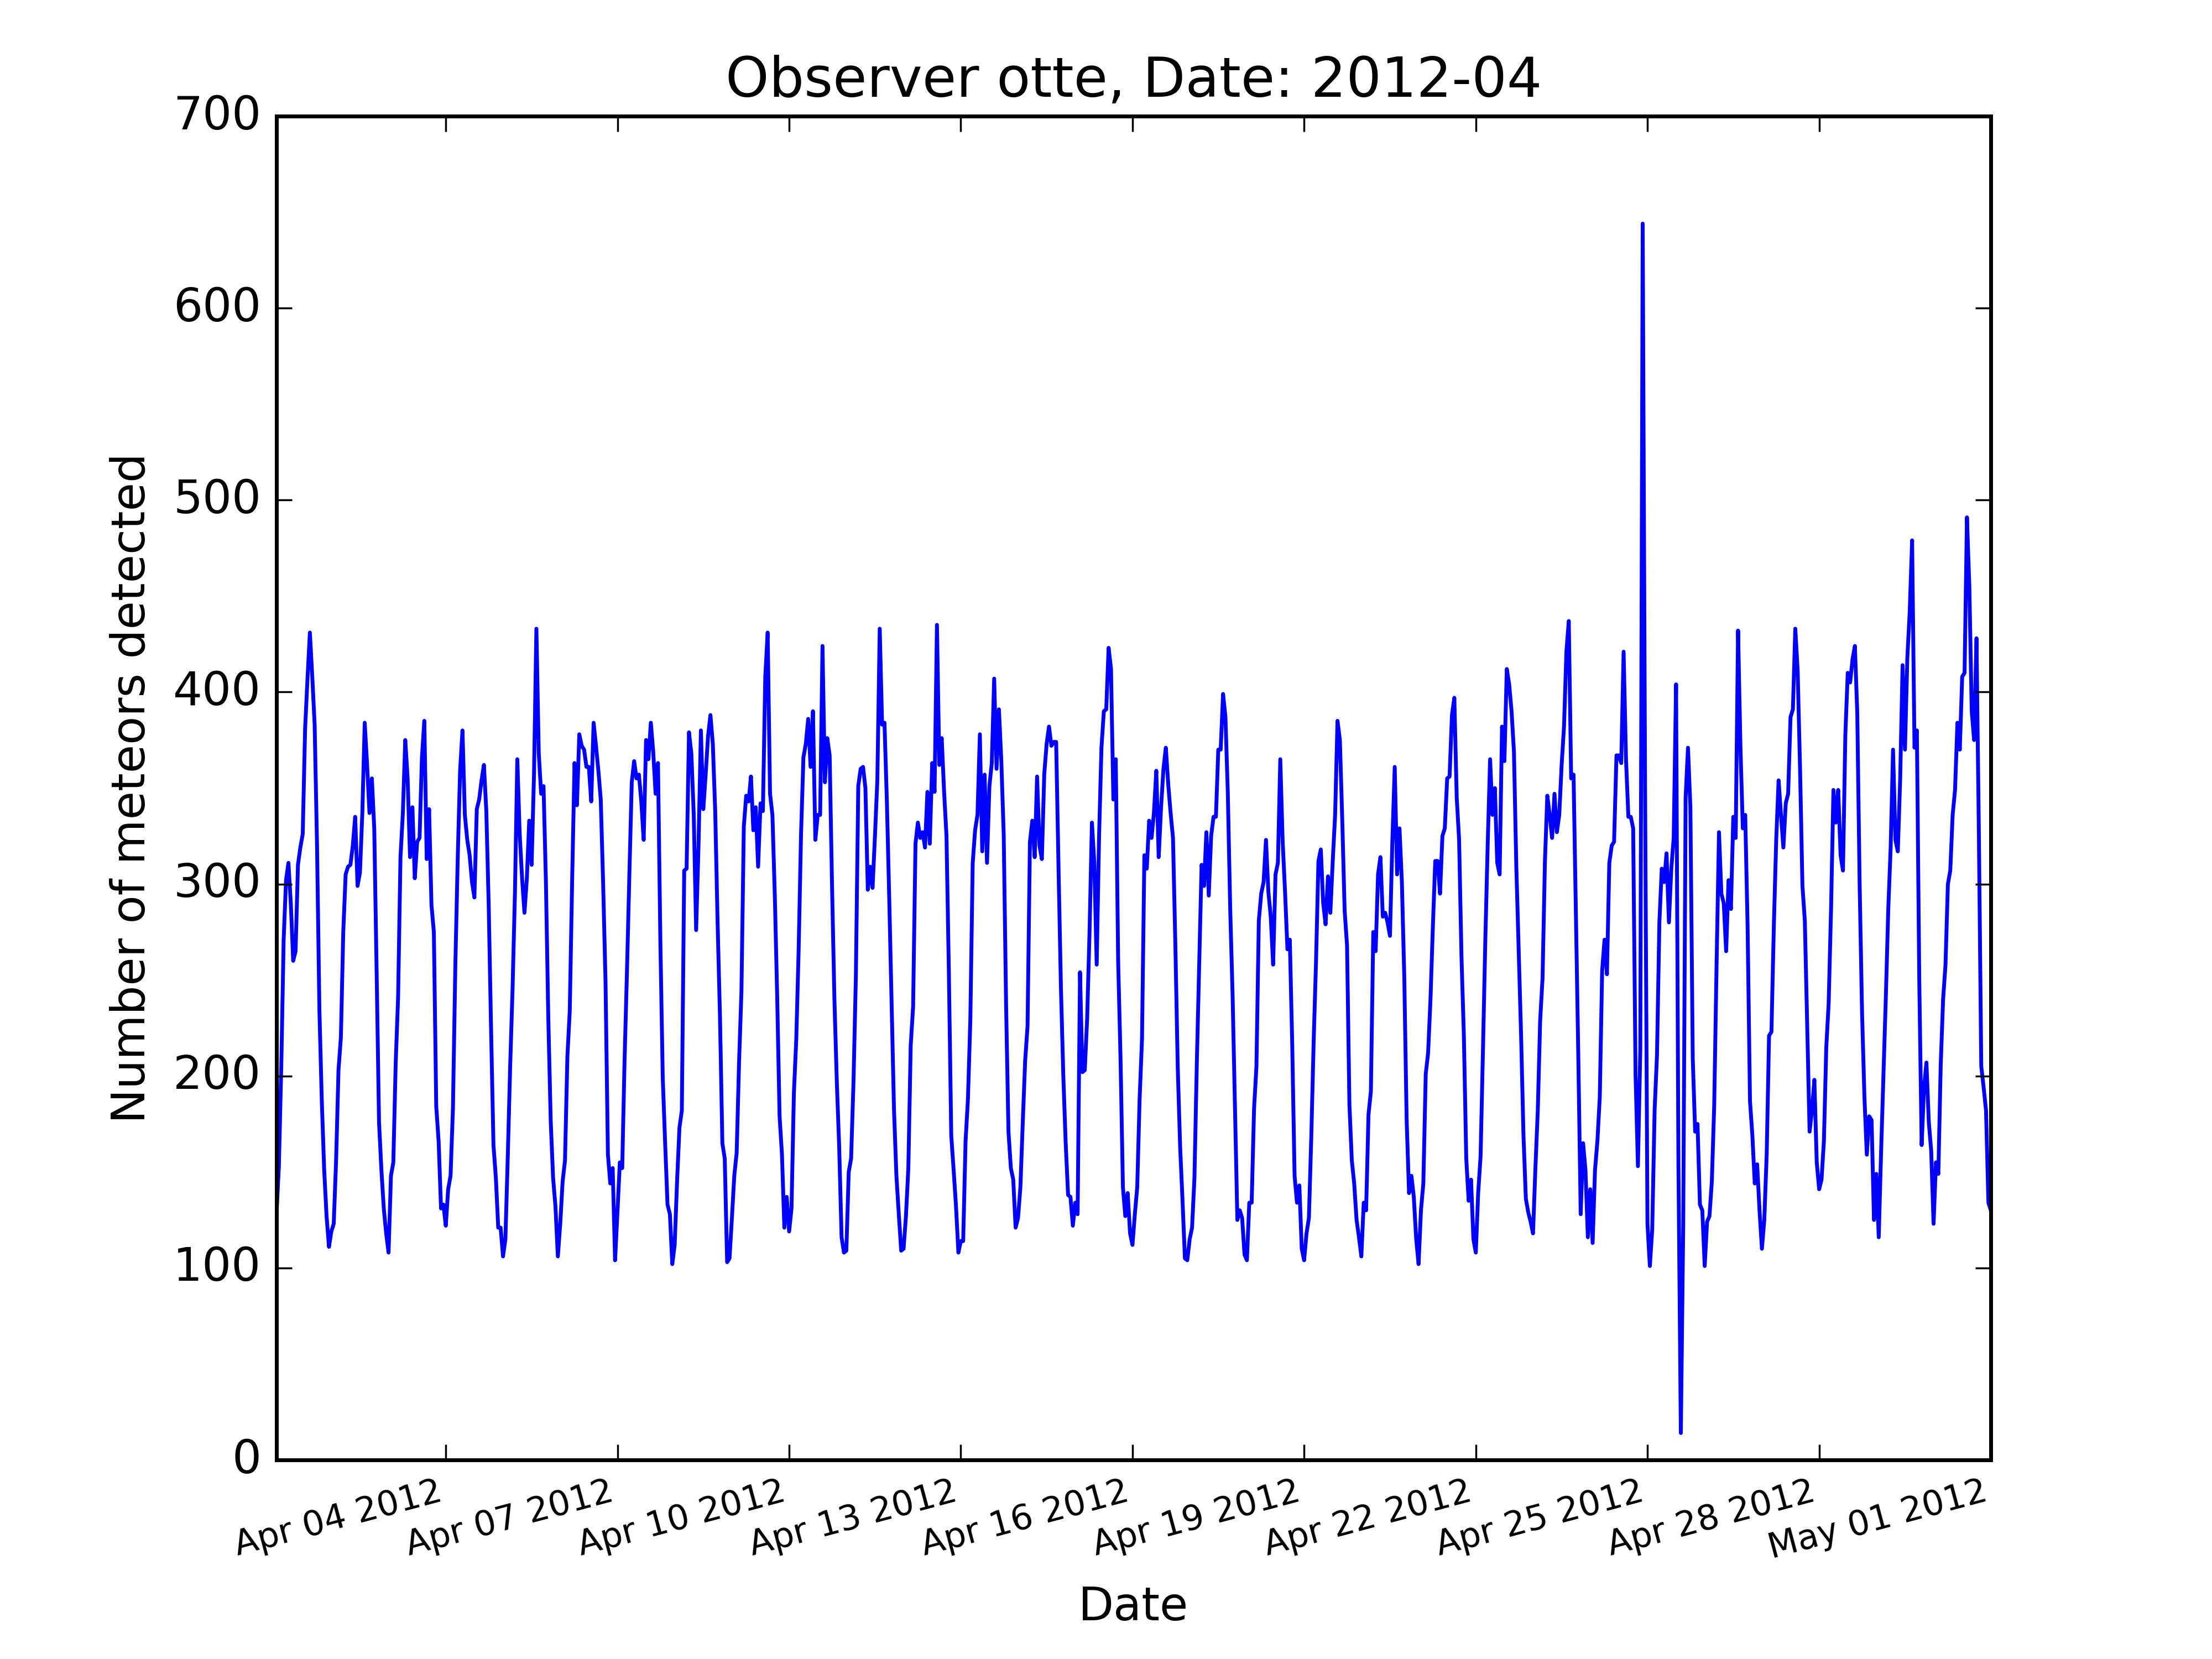 Observer otte, Date: 2012-04
700
600
500
400
300
200
100
0
Number of meteors detected
Apr 04 2012
Apr 07 2012
Apr 10 2012
Apr 13 2012
Apr 16 2012
Apr 19 2012
Apr 22 2012
Apr 25 2012
Apr 28 2012
May 01 2012
Date